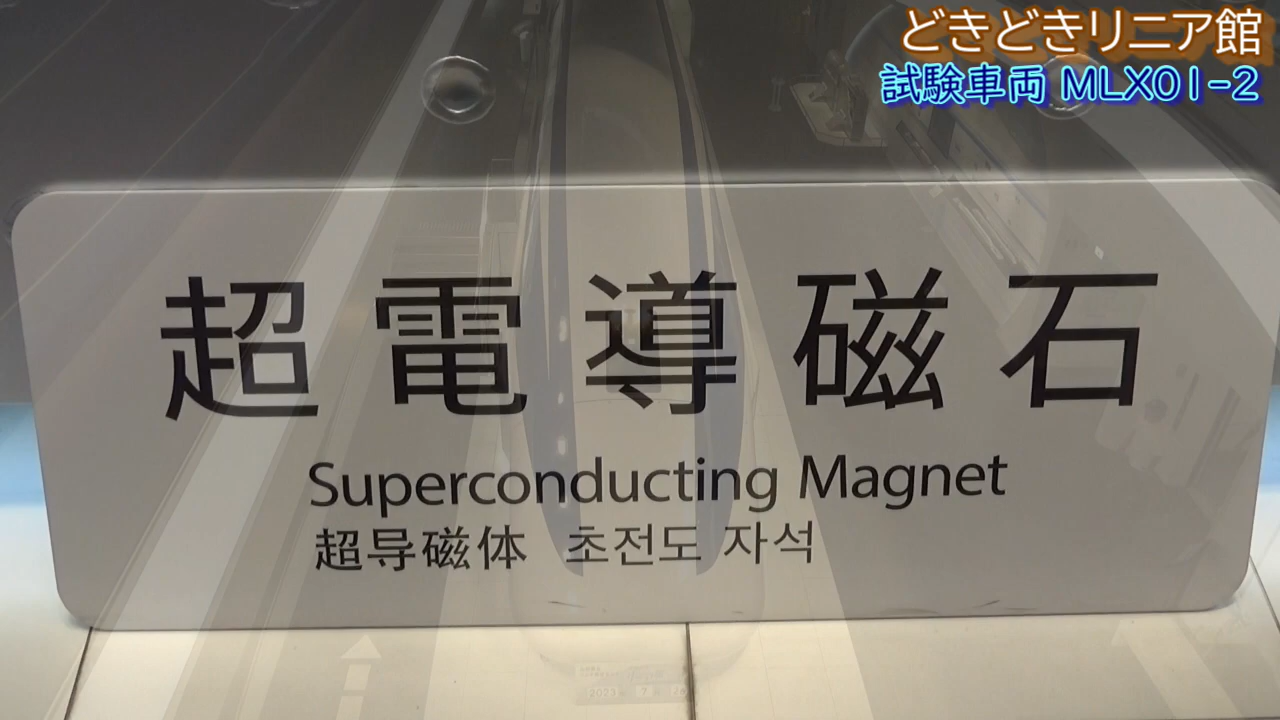 どきどきリニア館
試験車両 MLX01-2
超電導磁石
Superconducting Magnet
超导磁体 초전도 자석